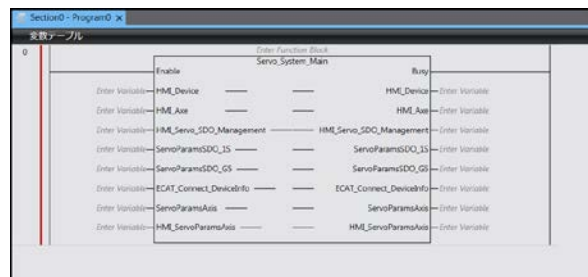 Section0 - Program0 x
変数テーブル
0
Enter Function Block
Servo_System_Main
Enable Busy
Enter Variable HMI_Device HMI_Device Enter Variable
Enter Variable HMI_Axe HMI_Axe Enter Variable
Enter Variable HMI_Servo_SDO_Management HMI_Servo_SDO_Management Enter Variable
Enter Variable ServoParamsSDO_1S ServoParamsSDO_1S Enter Variable
Enter Variable ServoParamsSDO_G5 ServoParamsSDO_G5 Enter Variable
Enter Variable ECAT_Connect_DeviceInfo ECAT_Connect_DeviceInfo Enter Variable
Enter Variable ServoParamsAxis ServoParamsAxis Enter Variable
Enter Variable HMI_ServoParamsAxis HMI_ServoParamsAxis Enter Variable